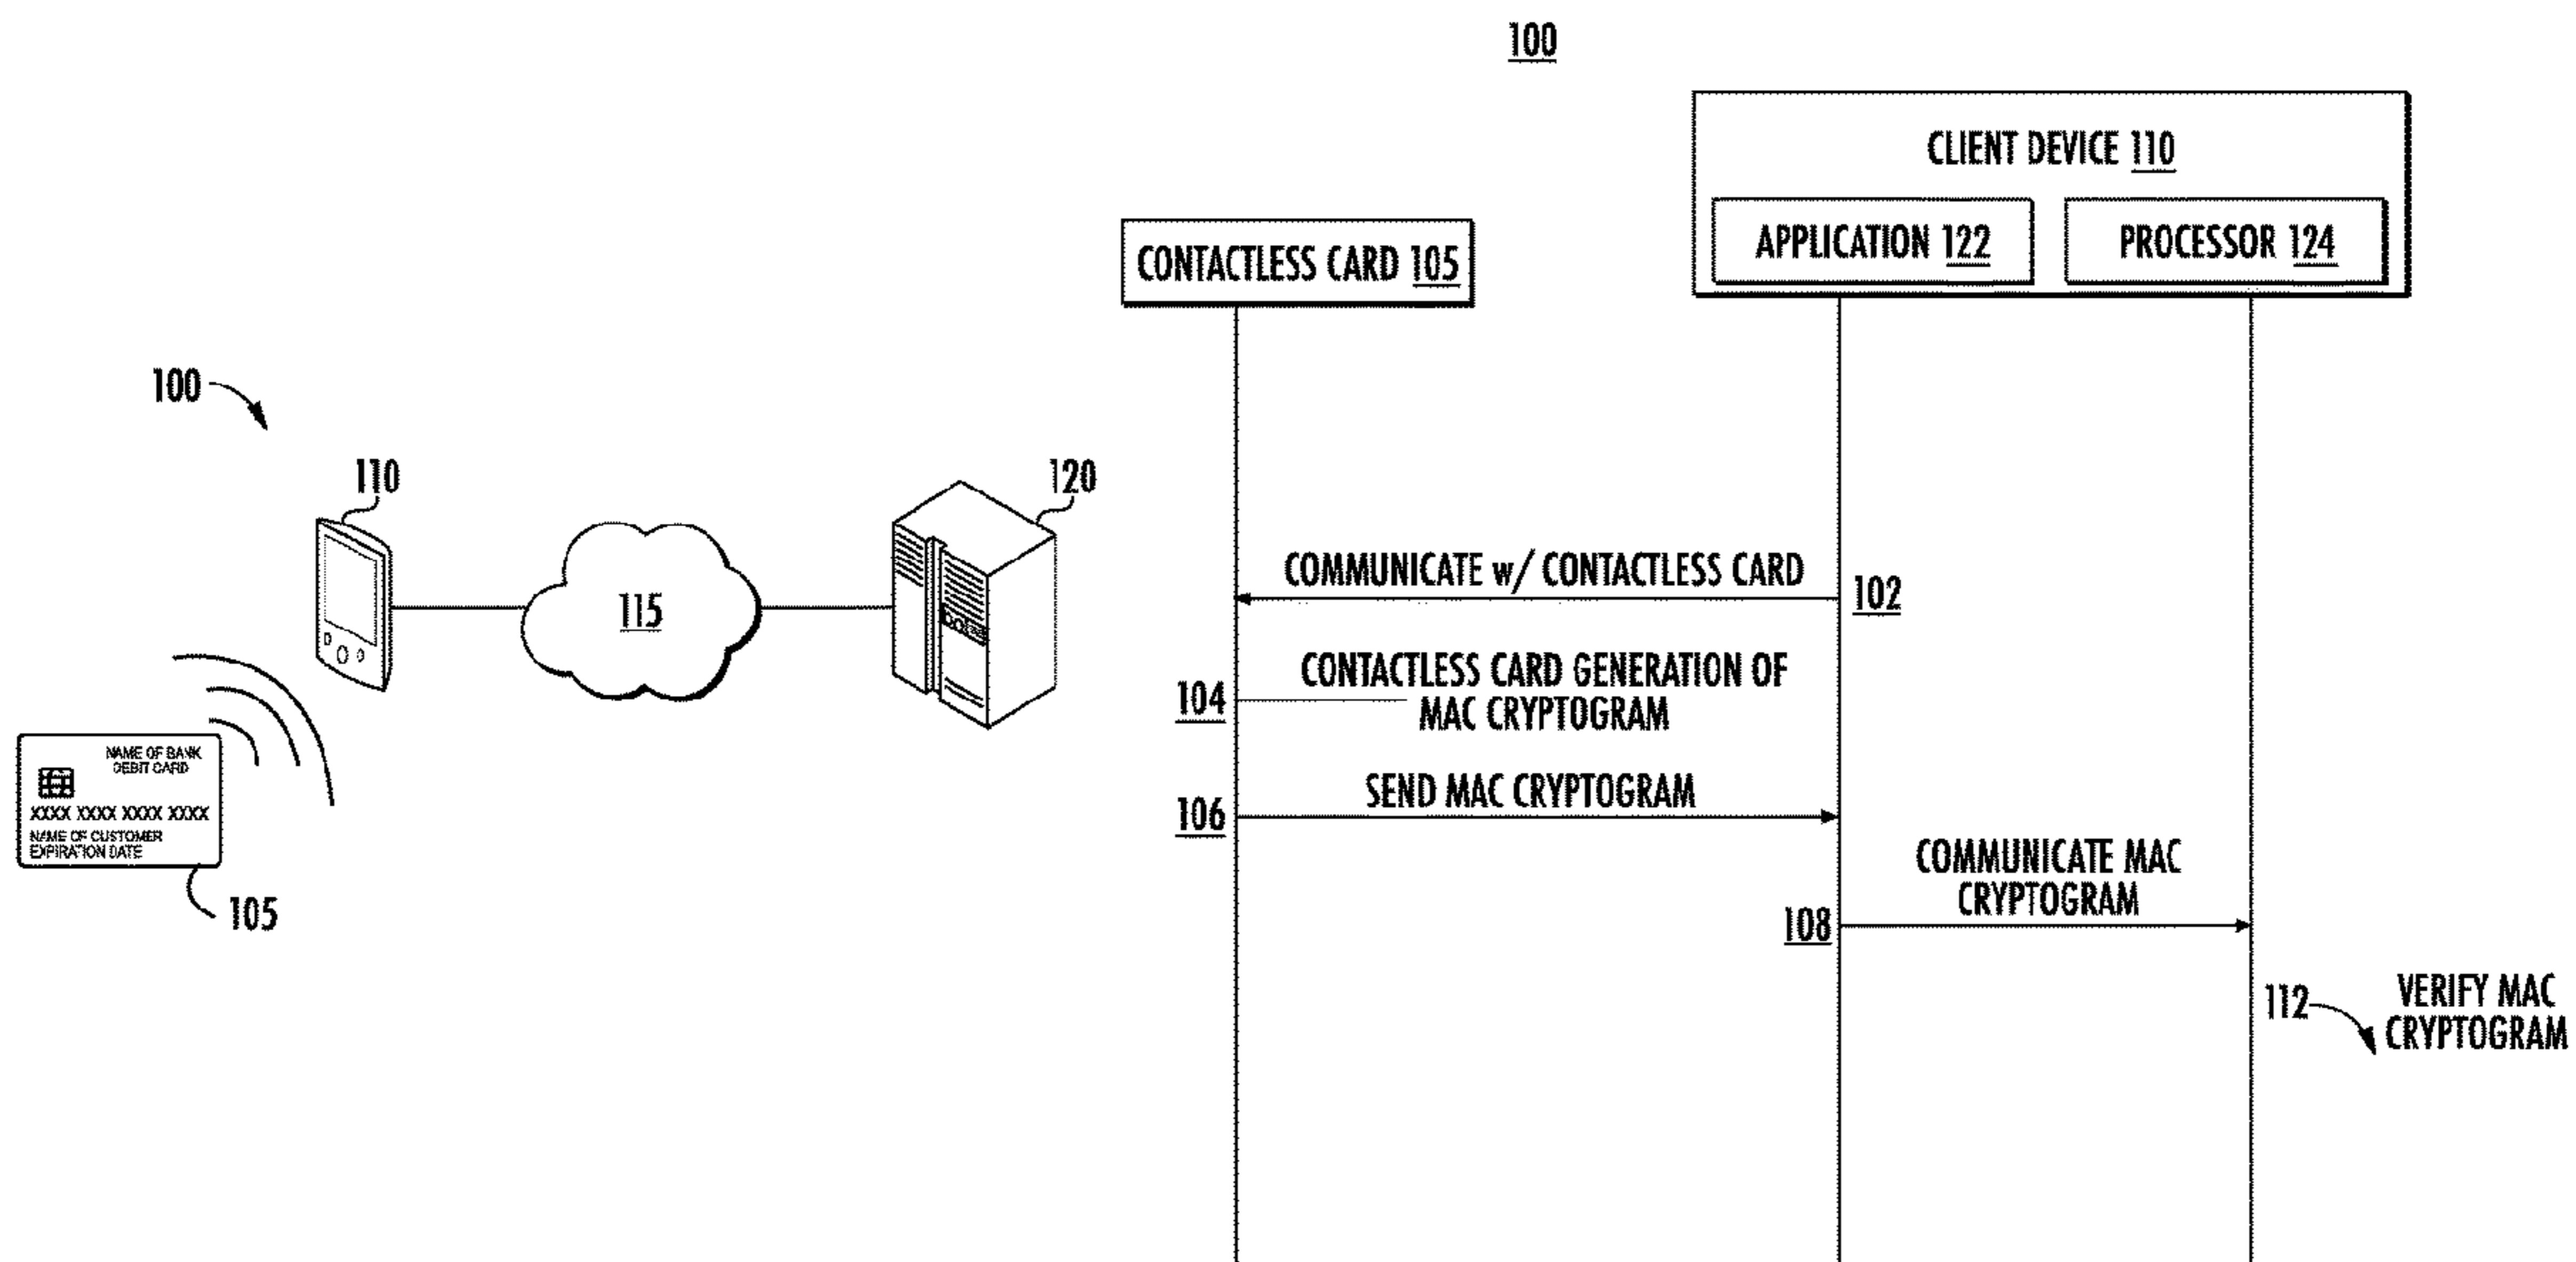 100
110
115
120
NAME OF BANK
DEBIT CARD
XXXX XXXX XXXX XXXX
NAME OF CUSTOMER
EXPIRATION DATE
105
100
CLIENT DEVICE 110
APPLICATION 122
PROCESSOR 124
CONTACTLESS CARD 105
COMMUNICATE w/ CONTACTLESS CARD
102
104
CONTACTLESS CARD GENERATION OF
MAC CRYPTOGRAM
106
SEND MAC CRYPTOGRAM
COMMUNICATE MAC
CRYPTOGRAM
108
112
VERIFY MAC
CRYPTOGRAM